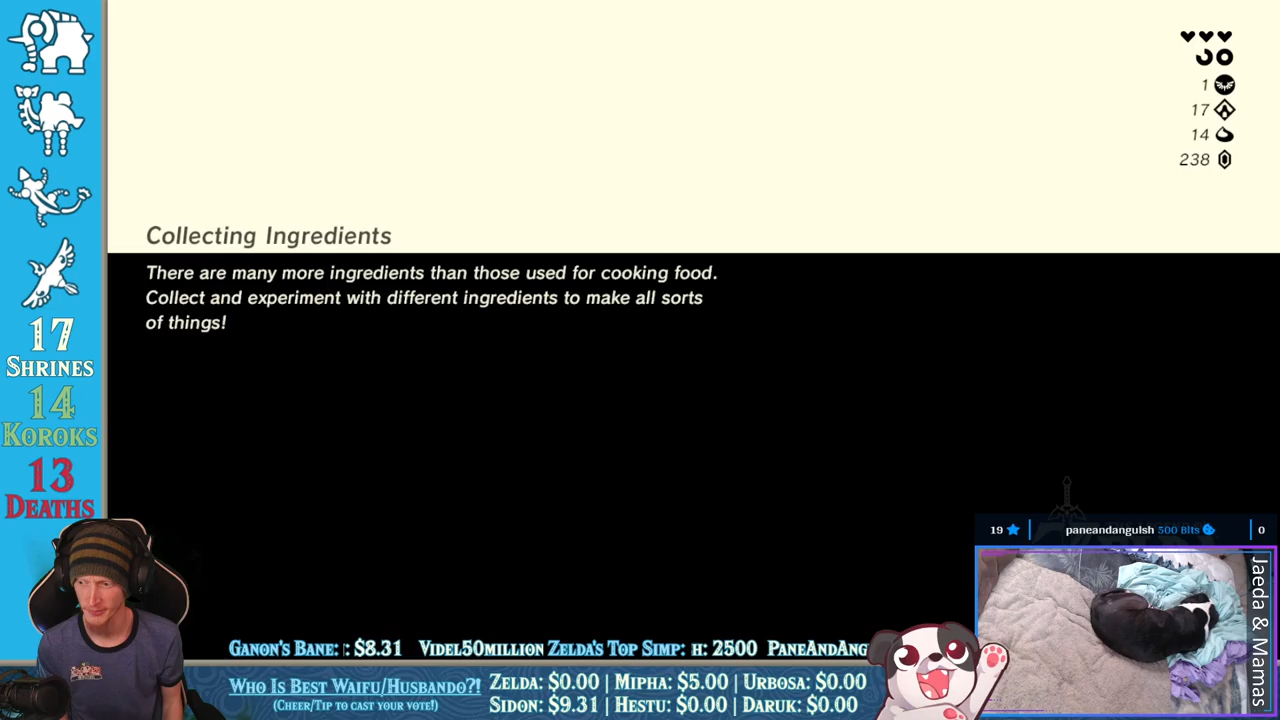 1
17
14
238
Collecting Ingredients
There are many more ingredients than those used for cooking food.
Collect and experiment with different ingredients to make all sorts
of things!
17
SHRINES
14
KOROKS
13
DEATHS
19
paneandangulsh 500 Bits
0
Jaeda & Mamas
GANON'S BANE: : $8.31 VIDEL50MILLION ZELDA'S TOP SIMP: H: 2500 PANEANDANG
WHO IS BEST WAIFU/HUSBANDO?!
(CHEER/TIP TO CAST YOUR VOTE!)
ZELDA: $0.00 | MIPHA: $5.00 | URBOSA: $0.00
SIDON: $9.31 | HESTU: $0.00 | DARUK: $0.00